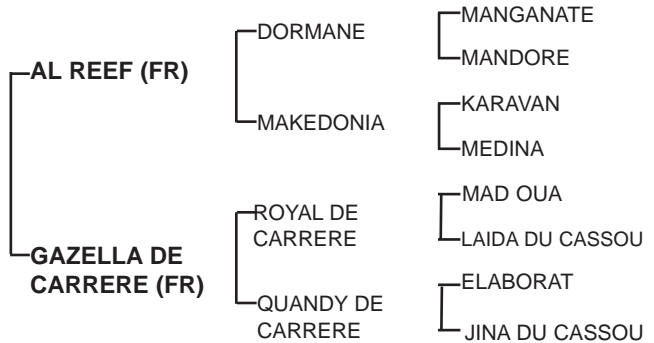 MANGANATE
DORMANE
MANDORE
AL REEF (FR)
KARAVAN
MAKEDONIA
MEDINA
MAD OUA
ROYAL DE
CARRERE
LAIDA DU CASSOU
GAZELLA DE
CARRERE (FR)
ELABORAT
QUANDY DE
CARRERE
JINA DU CASSOU